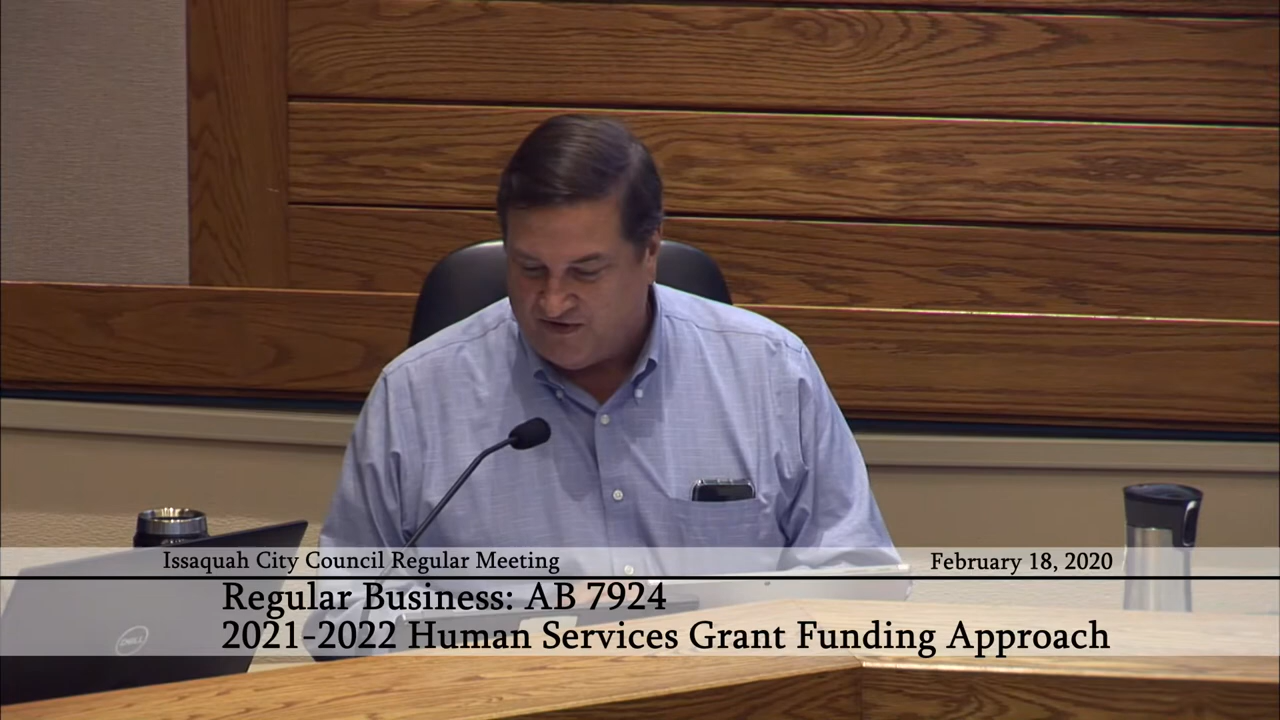 Issaquah City Council Regular Meeting
February 18, 2020
Regular Business: AB 7924
2021-2022 Human Services Grant Funding Approach
DELL